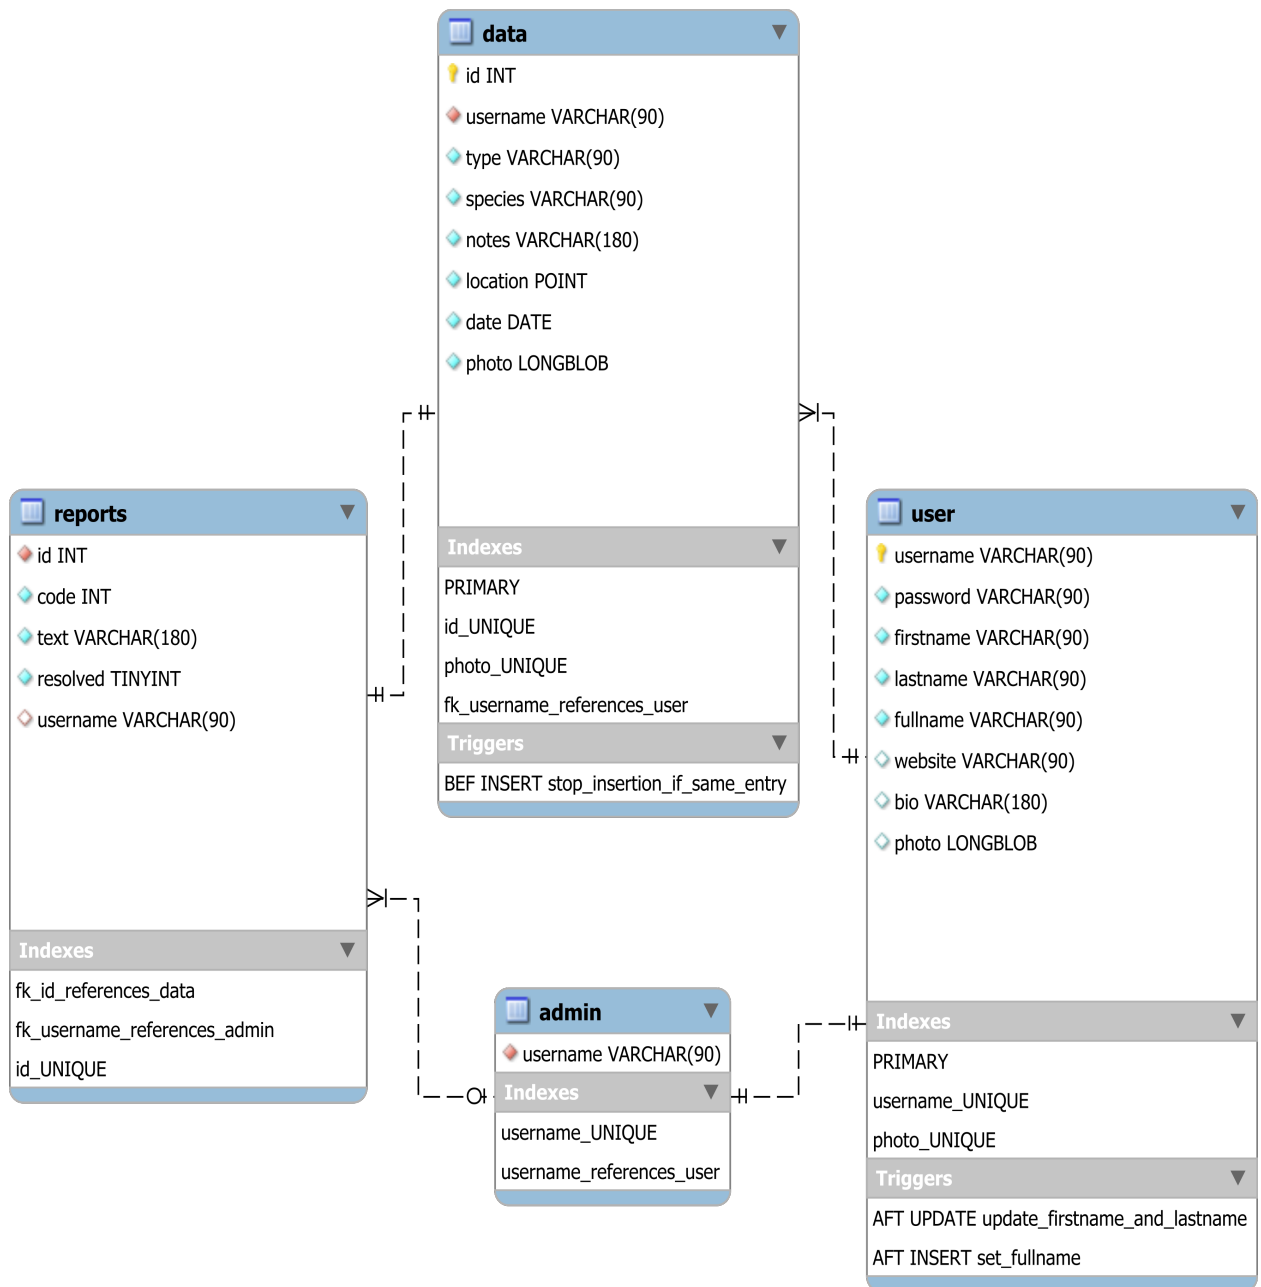 data
id INT
username VARCHAR(90)
type VARCHAR(90)
species VARCHAR(90)
notes VARCHAR(180)
location POINT
date DATE
photo LONGBLOB
Indexes
PRIMARY
id_UNIQUE
photo_UNIQUE
fk_username_references_user
Triggers
BEF INSERT stop_insertion_if_same_entry
reports
id INT
code INT
text VARCHAR(180)
resolved TINYINT
username VARCHAR(90)
Indexes
fk_id_references_data
fk_username_references_admin
id_UNIQUE
user
username VARCHAR(90)
password VARCHAR(90)
firstname VARCHAR(90)
lastname VARCHAR(90)
fullname VARCHAR(90)
website VARCHAR(90)
bio VARCHAR(180)
photo LONGBLOB
Indexes
PRIMARY
username_UNIQUE
photo_UNIQUE
Triggers
AFT UPDATE update_firstname_and_lastname
AFT INSERT set_fullname
admin
username VARCHAR(90)
Indexes
username_UNIQUE
username_references_user